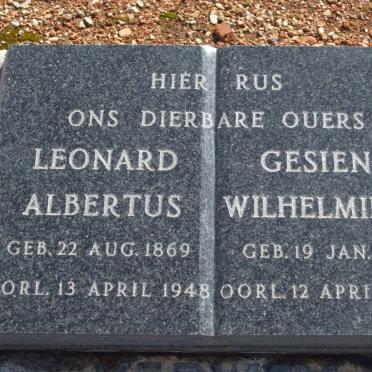 HIER RUS
ONS DIERBARE OUERS
LEONARD GESIEN
ALBERTUS WILHELMI
GEB. 22 AUG. 1869 GEB. 19 JAN.
OORL. 13 APRIL 1948 OORL. 12 APRI